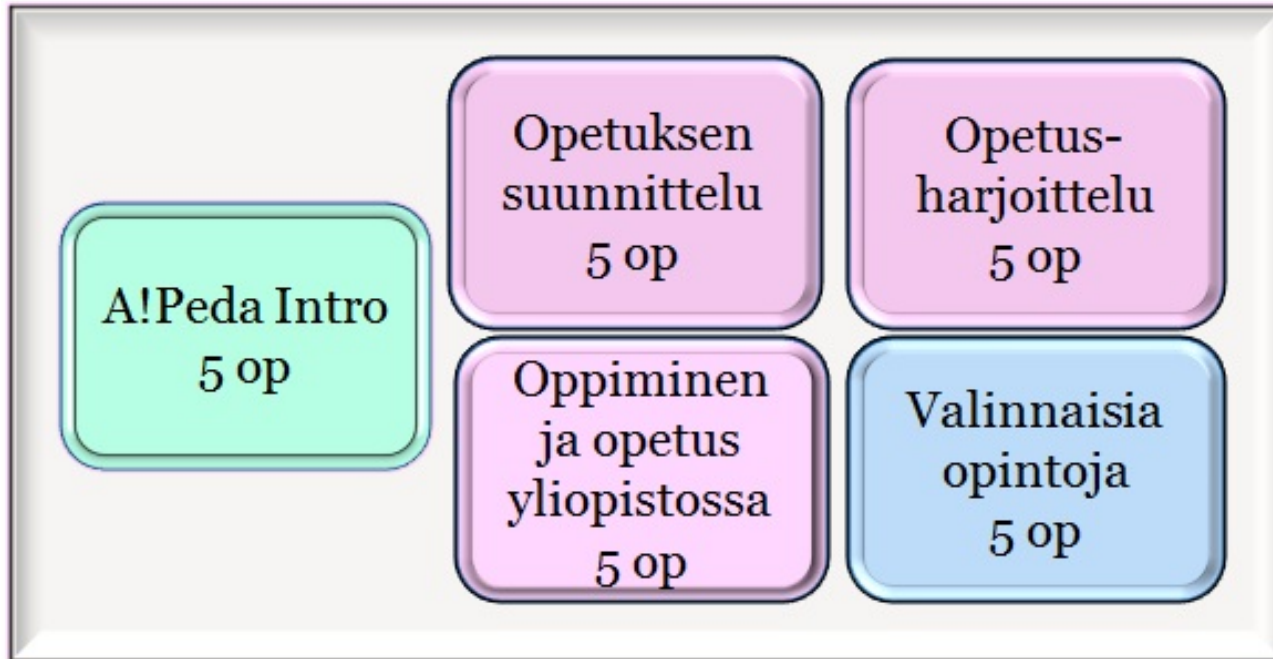 A!Peda Intro
5 op
Opetuksen
suunnittelu
5 op
Oppiminen
ja opetus
yliopistossa
5 op
Opetus-
harjoittelu
5 op
Valinnaisia
opintoja
5 op